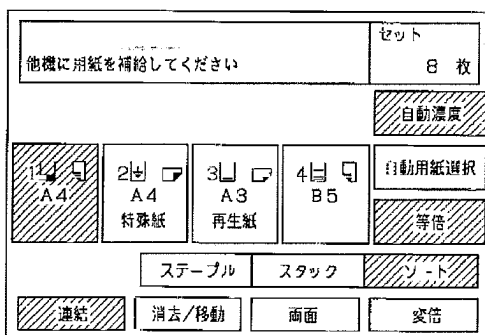 セット
他機に用紙を補給してください
8 枚
自動濃度
1 2 3 4 自動用紙選択
A4 A4 A3 B5
特殊紙 再生紙 等倍
ステープル スタック ソート
連結 消去/移動 両面 変倍